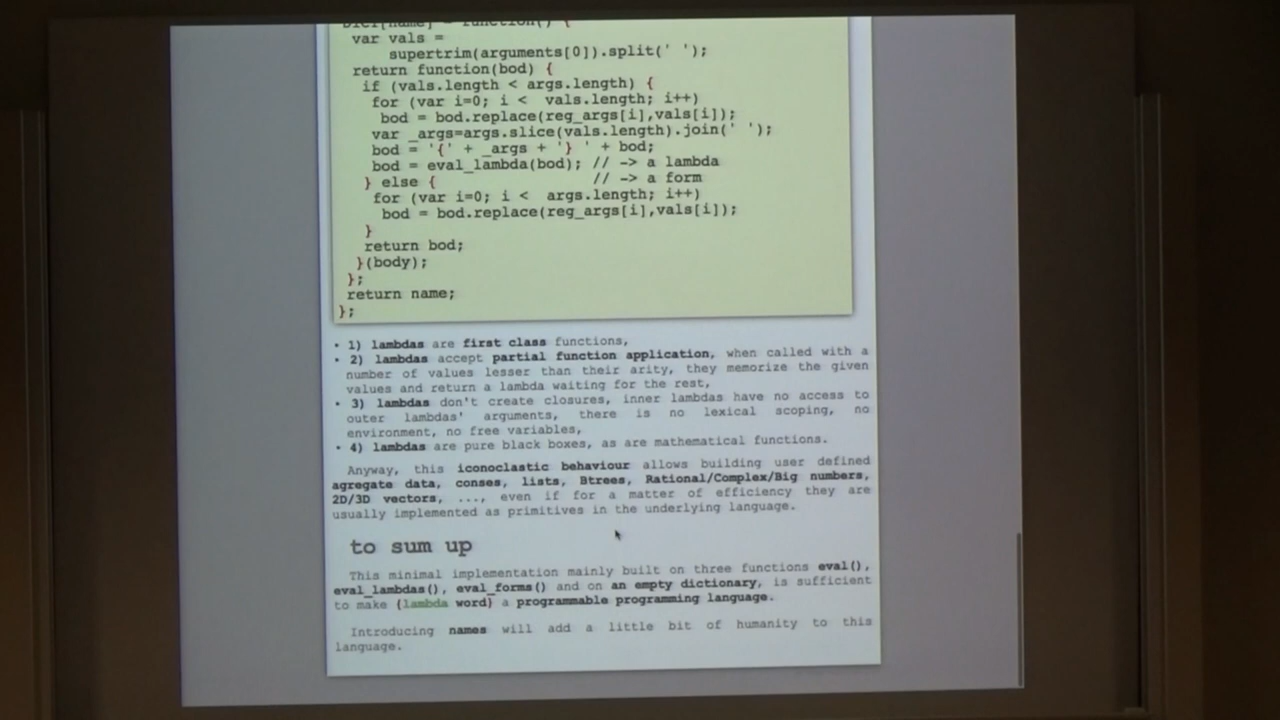 dict[name] = function() {
var vals =
supertrim(arguments[0]).split(' ');
return function(bod) {
if (vals.length < args.length) {
for (var i=0; i < vals.length; i++)
bod = bod.replace(reg_args[i],vals[i]);
var _args=args.slice(vals.length).join(' ');
bod = '{' + _args + '} ' + bod;
bod = eval_lambda(bod); // -> a lambda
} else { // -> a form
for (var i=0; i < args.length; i++)
bod = bod.replace(reg_args[i],vals[i]);
}
return bod;
}(body);
};
return name;
};
• 1) lambdas are first class functions,
• 2) lambdas accept partial function application, when called with a
number of values lesser than their arity, they memorize the given
values and return a lambda waiting for the rest,
• 3) lambdas don't create closures, inner lambdas have no access to
outer lambdas' arguments, there is no lexical scoping, no
environment, no free variables,
• 4) lambdas are pure black boxes, as are mathematical functions.
Anyway, this iconoclastic behaviour allows building user defined
agregate data, conses, lists, Btrees, Rational/Complex/Big numbers,
2D/3D vectors, ..., even if for a matter of efficiency they are
usually implemented as primitives in the underlying language.
to sum up
This minimal implementation mainly built on three functions eval(),
eval_lambdas(), eval_forms() and on an empty dictionary, is sufficient
to make {lambda word} a programmable programming language.
Introducing names will add a little bit of humanity to this
language.